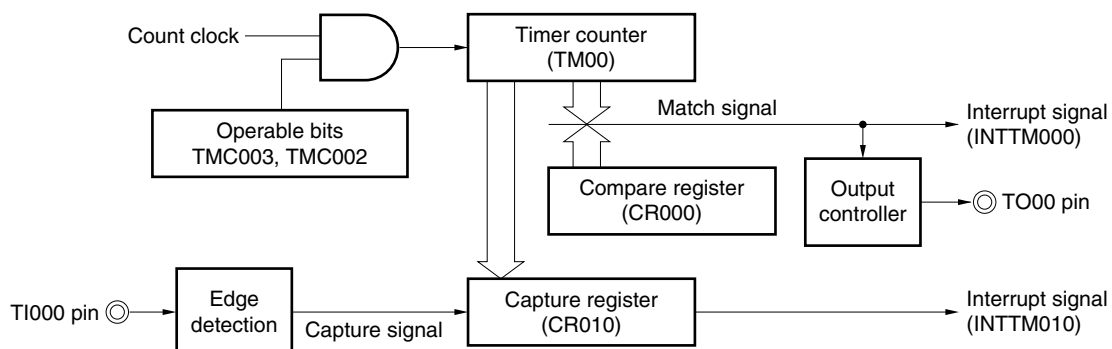 Count clock
Timer counter
(TM00)
Operable bits
TMC003, TMC002
Match signal
Interrupt signal
(INTTM000)
Compare register
(CR000)
Output
controller
TO00 pin
TI000 pin
Edge
detection
Capture signal
Capture register
(CR010)
Interrupt signal
(INTTM010)